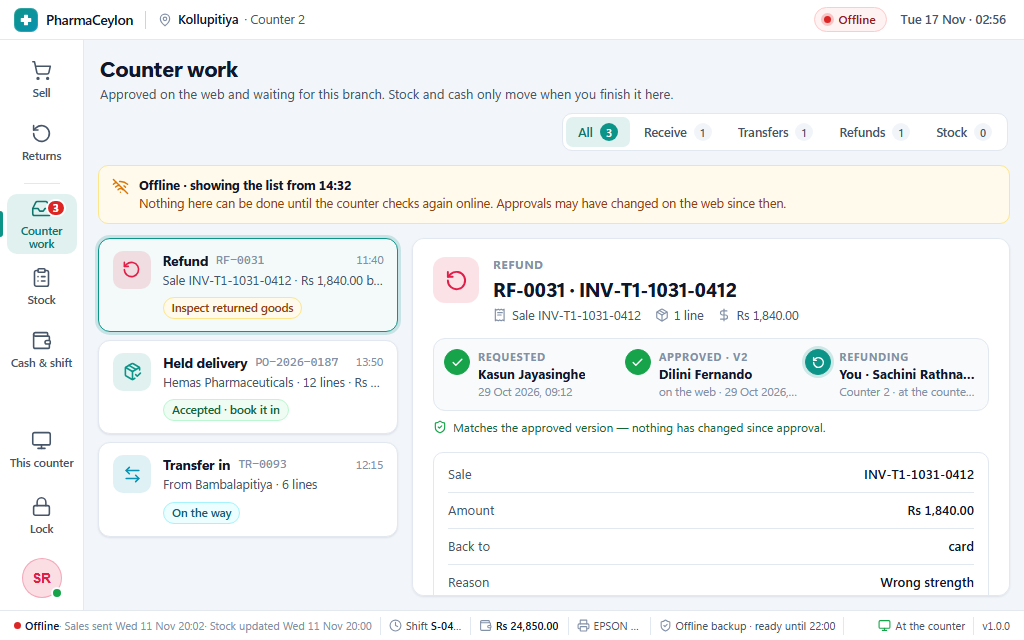 PharmaCeylon
Kollupitiya · Counter 2
Offline
Tue 17 Nov · 02:56
Sell
Returns
3
Counter work
Stock
Cash & shift
This counter
Lock
SR
Counter work
Approved on the web and waiting for this branch. Stock and cash only move when you finish it here.
All 3
Receive 1
Transfers 1
Refunds 1
Stock 0
Offline · showing the list from 14:32
Nothing here can be done until the counter checks again online. Approvals may have changed on the web since then.
Refund RF-0031 11:40
Sale INV-T1-1031-0412 · Rs 1,840.00 b...
Inspect returned goods
Held delivery PO-2026-0187 13:50
Hemas Pharmaceuticals · 12 lines · Rs ...
Accepted · book it in
Transfer in TR-0093 12:15
From Bambalapitiya · 6 lines
On the way
REFUND
RF-0031 · INV-T1-1031-0412
Sale INV-T1-1031-0412 1 line Rs 1,840.00
REQUESTED
Kasun Jayasinghe
29 Oct 2026, 09:12
APPROVED · V2
Dilini Fernando
on the web · 29 Oct 2026,...
REFUNDING
You · Sachini Rathna...
Counter 2 · at the counte...
Matches the approved version — nothing has changed since approval.
Sale INV-T1-1031-0412
Amount Rs 1,840.00
Back to card
Reason Wrong strength
Offline · Sales sent Wed 11 Nov 20:02 · Stock updated Wed 11 Nov 20:00
Shift S-04...
Rs 24,850.00
EPSON ...
Offline backup · ready until 22:00
At the counter
v1.0.0